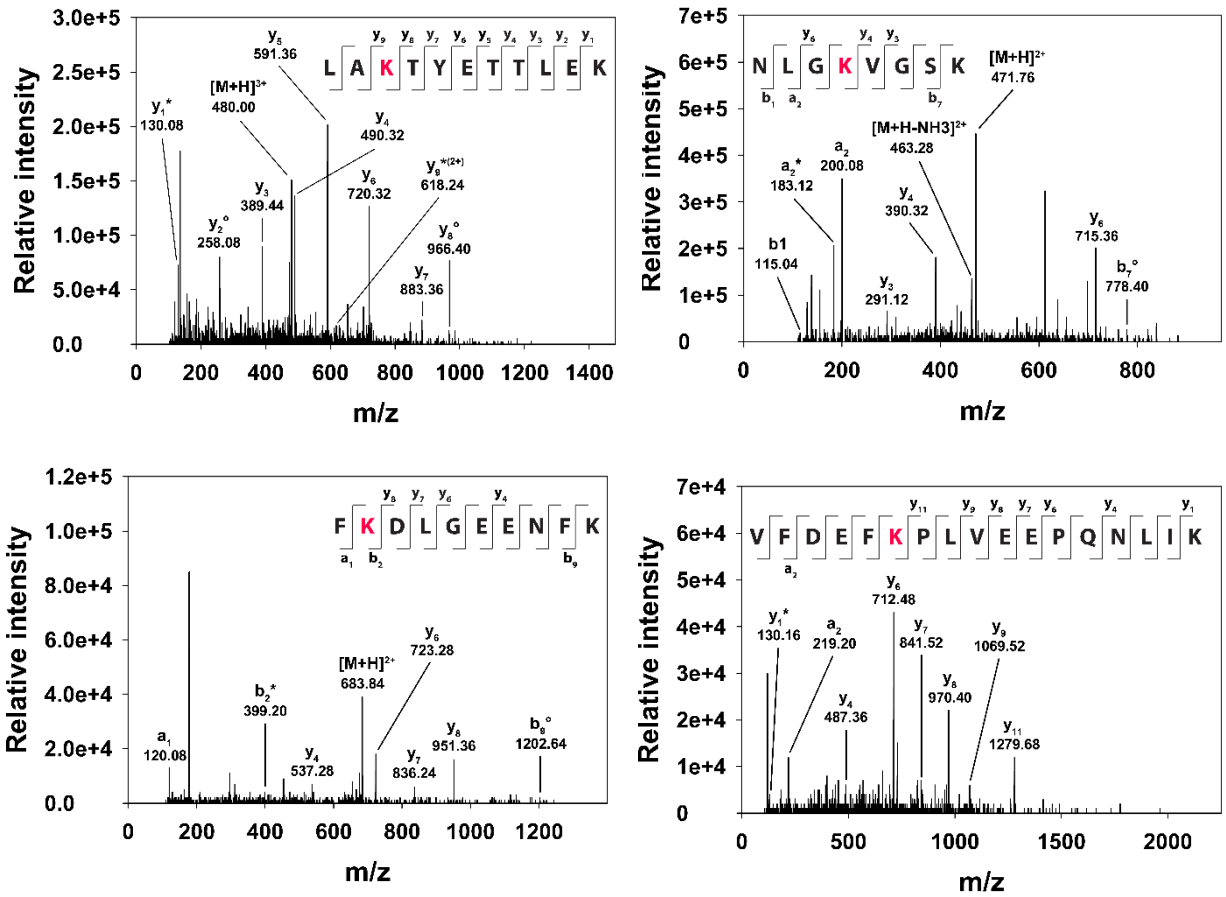 3.0e+5
2.5e+5
2.0e+5
1.5e+5
1.0e+5
5.0e+4
0.0
Relative intensity
0 200 400 600 800 1000 1200 1400
m/z
y9 y8 y7 y6 y5 y4 y3 y2 y1
L A K T Y E T T L E K
y1*
130.08
[M+H]3+
480.00
y5
591.36
y4
490.32
y9*(2+)
618.24
y2°
258.08
y3
389.44
y6
720.32
y8°
966.40
y7
883.36
7e+5
6e+5
5e+5
4e+5
3e+5
2e+5
1e+5
0
Relative intensity
0 200 400 600 800
m/z
y6 y4 y3
N L G K V G S K
b1 a2 b7
[M+H]2+
471.76
[M+H-NH3]2+
463.28
a2*
183.12
a2
200.08
y4
390.32
b1
115.04
y3
291.12
y6
715.36
b7°
778.40
1.2e+5
1.0e+5
8.0e+4
6.0e+4
4.0e+4
2.0e+4
0.0
Relative intensity
0 200 400 600 800 1000 1200
m/z
y8 y7 y6 y4
F K D L G E E N F K
a1 b2 b9
a1
120.08
b2*
399.20
[M+H]2+
683.84
y6
723.28
y4
537.28
y7
836.24
y8
951.36
b9°
1202.64
7e+4
6e+4
5e+4
4e+4
3e+4
2e+4
1e+4
0
Relative intensity
0 500 1000 1500 2000
m/z
y11 y9 y8 y7 y6 y4 y1
V F D E F K P L V E E P Q N L I K
a2
y1*
130.16
a2
219.20
y6
712.48
y7
841.52
y9
1069.52
y4
487.36
y8
970.40
y11
1279.68